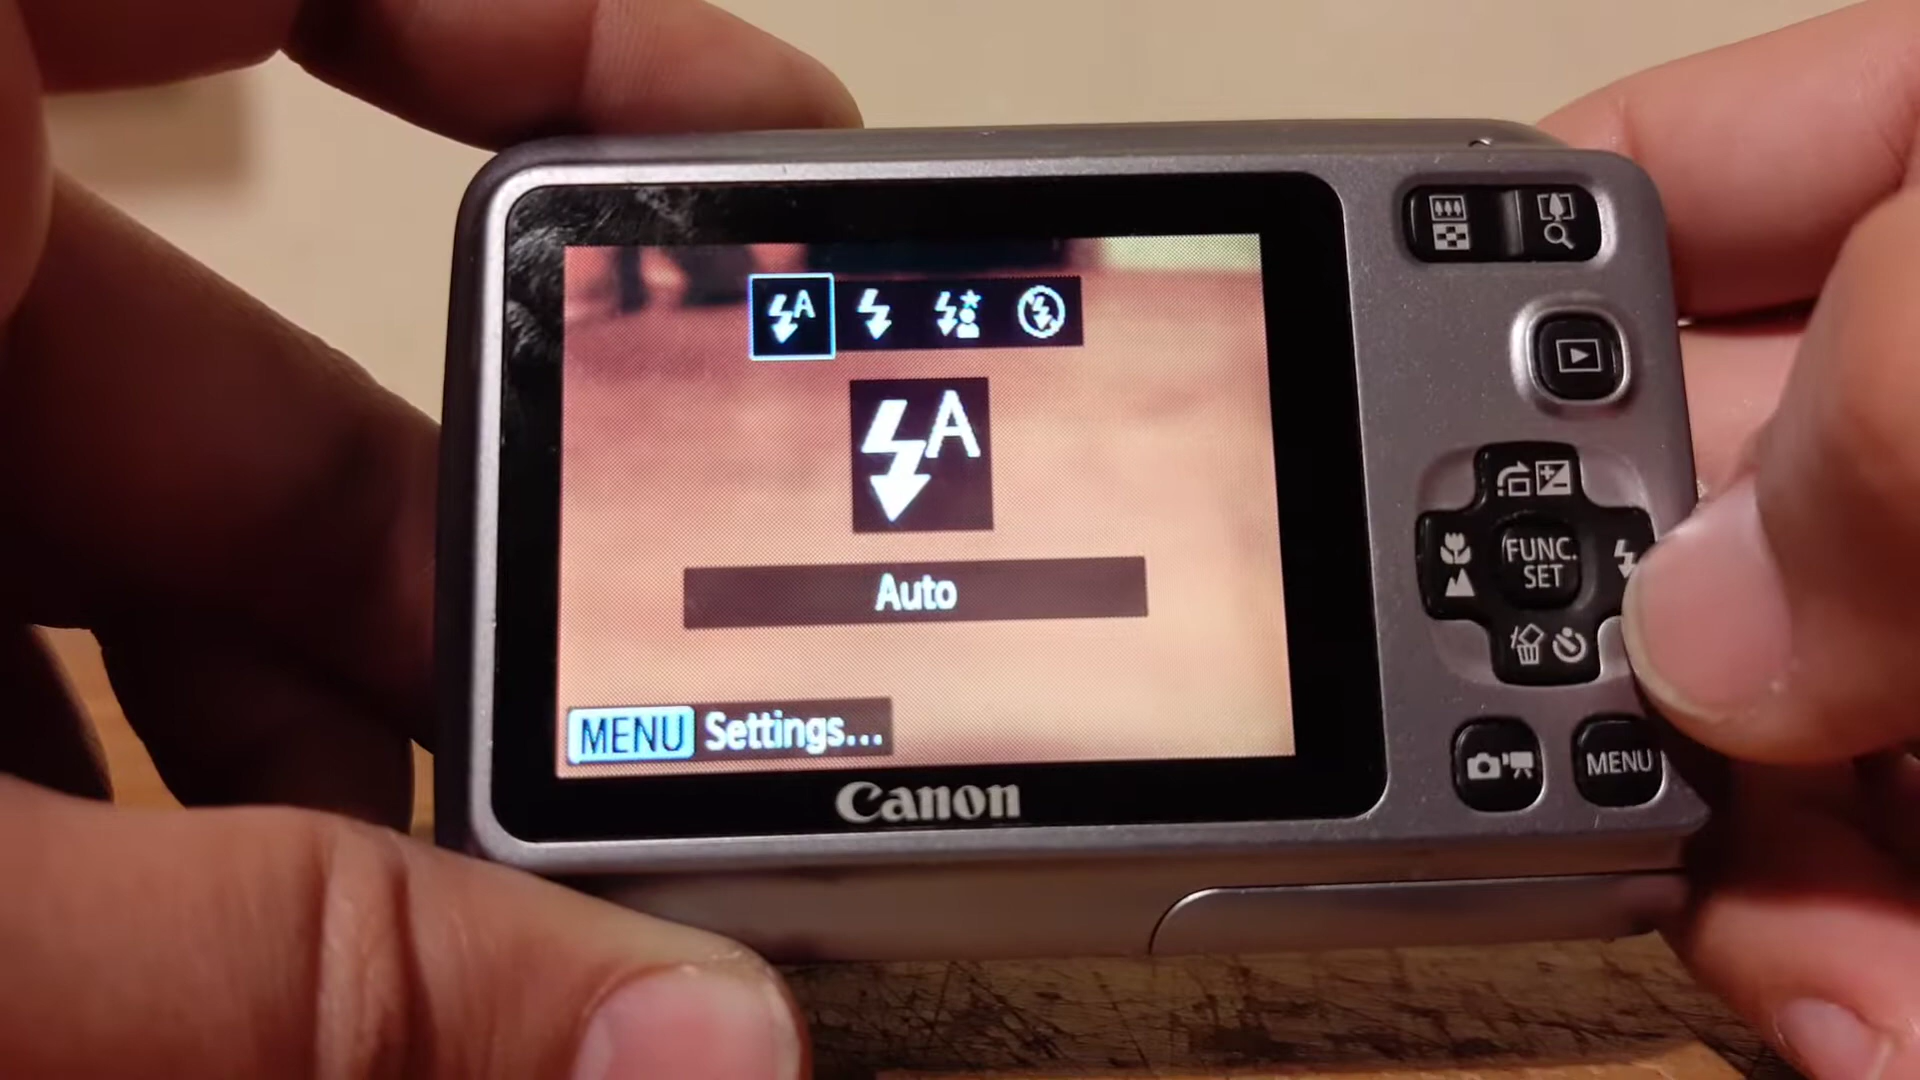 A
A
Auto
MENU Settings...
Canon
FUNC.
SET
MENU